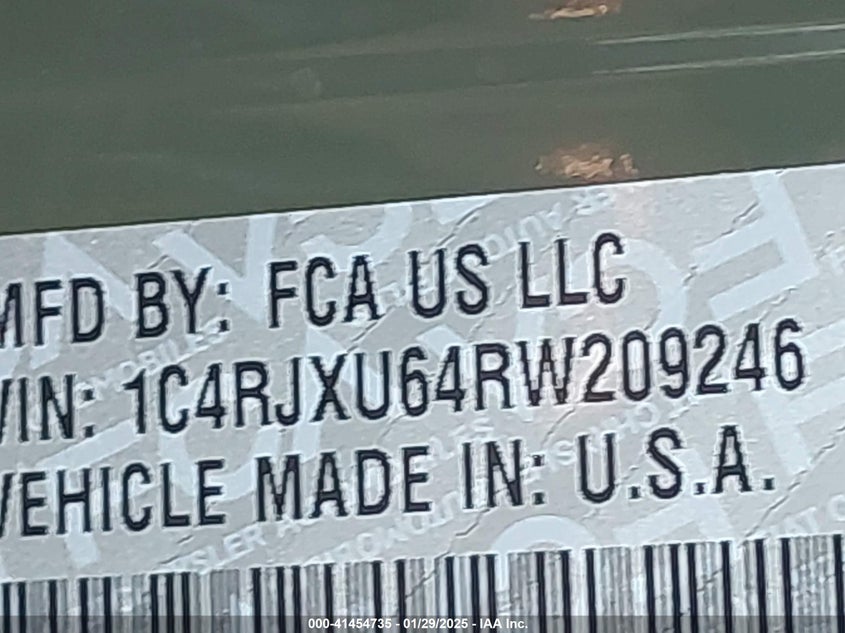 MFD BY: FCA US LLC
VIN: 1C4RJXU64RW209246
VEHICLE MADE IN: U.S.A.
000-41454735 - 01/29/2025 - IAA Inc.